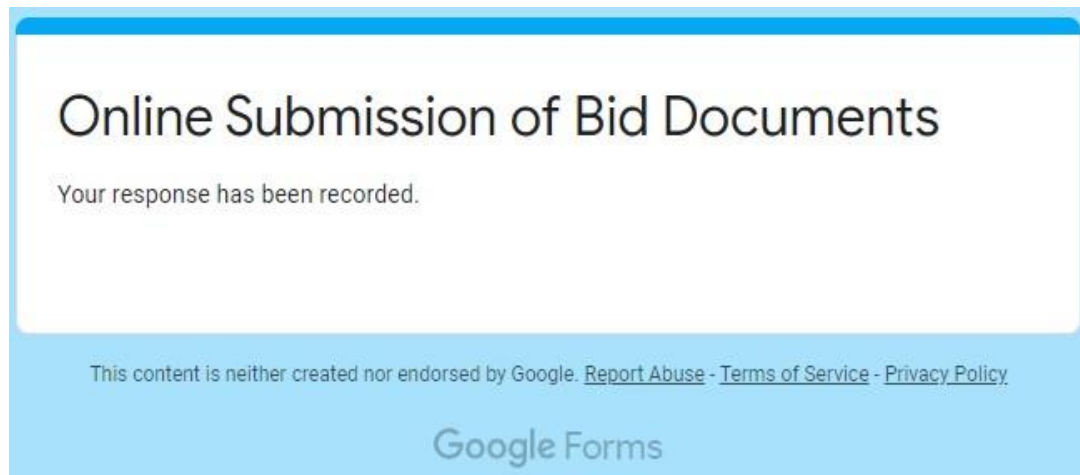 Online Submission of Bid Documents
Your response has been recorded.
This content is neither created nor endorsed by Google. Report Abuse - Terms of Service - Privacy Policy
Google Forms